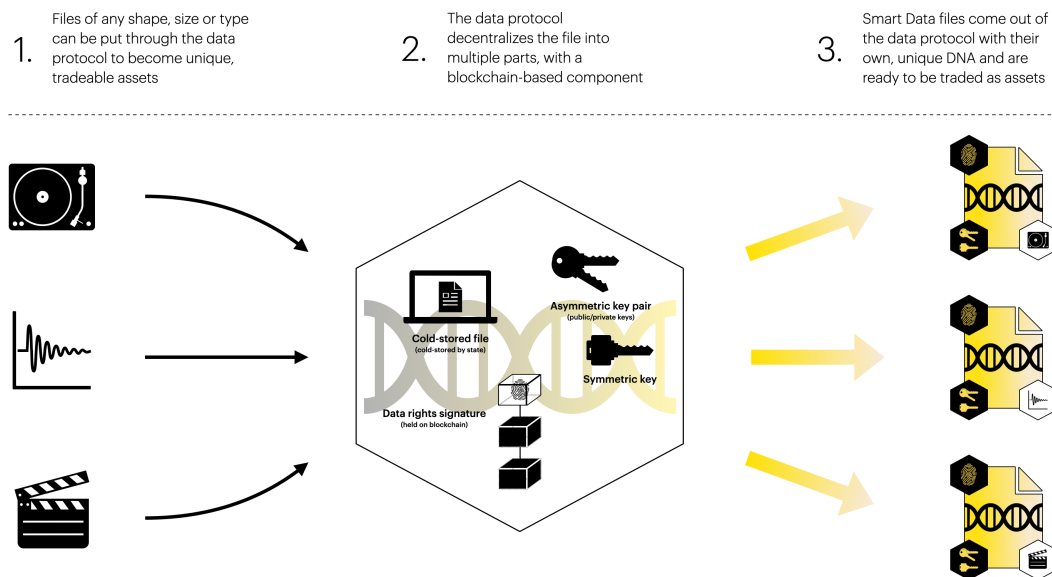 1.
Files of any shape, size or type
can be put through the data
protocol to become unique,
tradeable assets
2.
The data protocol
decentralizes the file into
multiple parts, with a
blockchain-based component
3.
Smart Data files come out of
the data protocol with their
own, unique DNA and are
ready to be traded as assets
Asymmetric key pair
(public/private keys)
Cold-stored file
(cold-stored by state)
Symmetric key
Data rights signature
(held on blockchain)